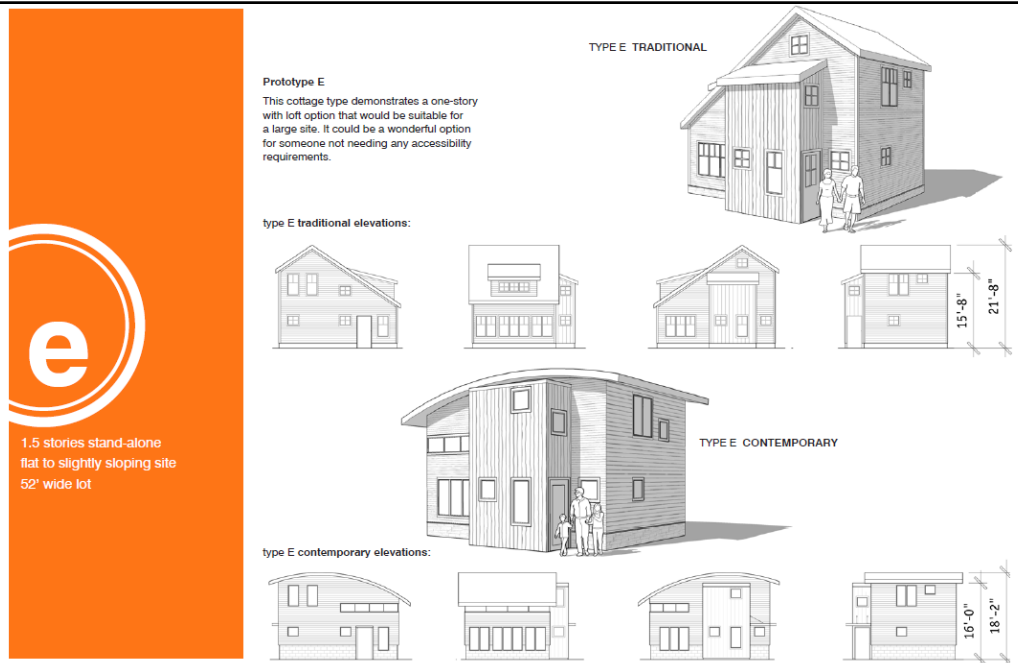 TYPE E TRADITIONAL
Prototype E
This cottage type demonstrates a one-story
with loft option that would be suitable for
a large site. It could be a wonderful option
for someone not needing any accessibility
requirements.
type E traditional elevations:
15'-8"
21'-8"
e
1.5 stories stand-alone
flat to slightly sloping site
52' wide lot
TYPE E CONTEMPORARY
type E contemporary elevations:
16'-0"
18'-2"